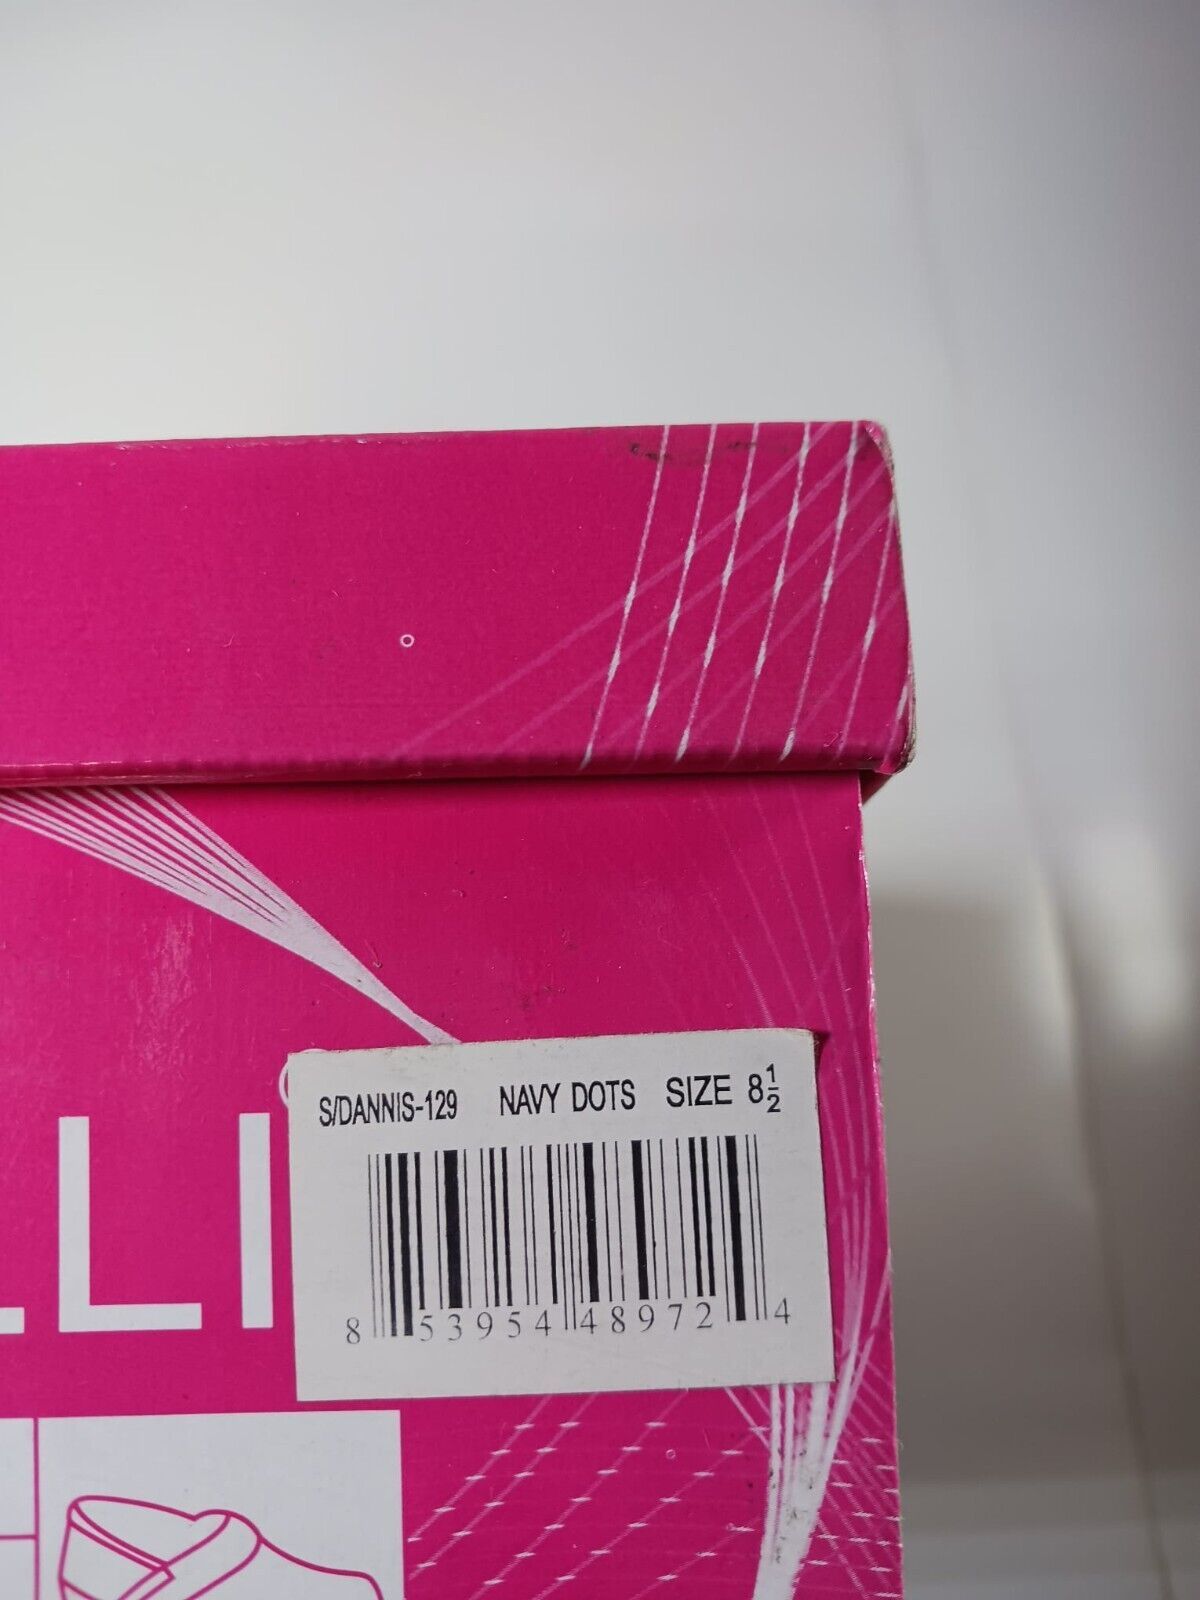 S/DANNIS-129 NAVY DOTS SIZE 8½
LLI
8 53954 48972 4